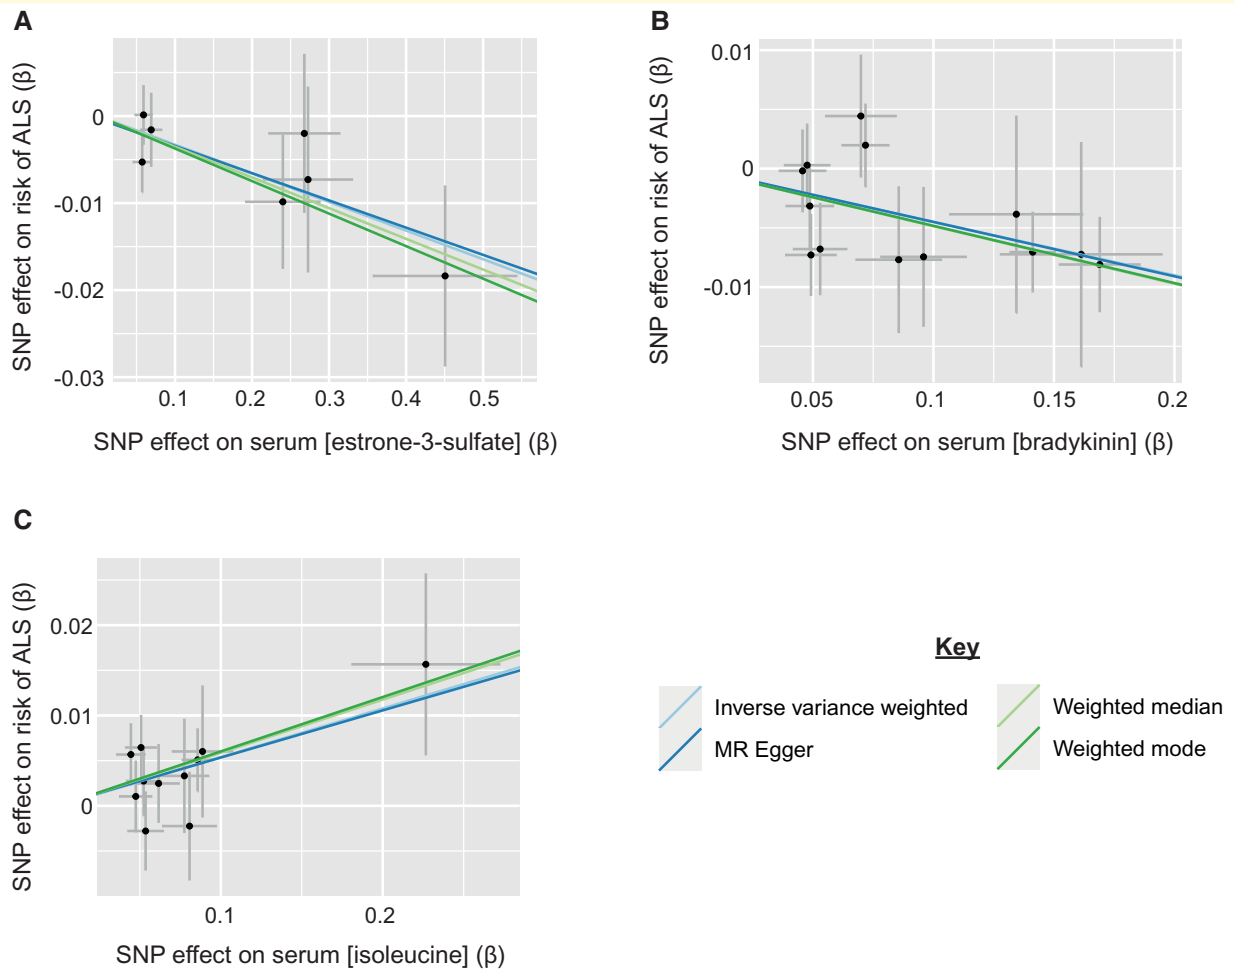 A
SNP effect on risk of ALS (β)
0
-0.01
-0.02
-0.03
0.1 0.2 0.3 0.4 0.5
SNP effect on serum [estrone-3-sulfate] (β)
B
SNP effect on risk of ALS (β)
0.01
0
-0.01
0.05 0.1 0.15 0.2
SNP effect on serum [bradykinin] (β)
C
SNP effect on risk of ALS (β)
0.02
0.01
0
0.1 0.2
SNP effect on serum [isoleucine] (β)
Key
Inverse variance weighted
MR Egger
Weighted median
Weighted mode